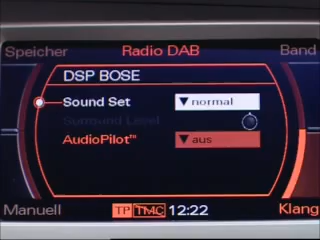 Speicher Radio DAB Band
DSP BOSE
Sound Set ▼ normal
Surround Level
AudioPilot™ ▼ aus
Manuell TP TMC 12:22 Klang